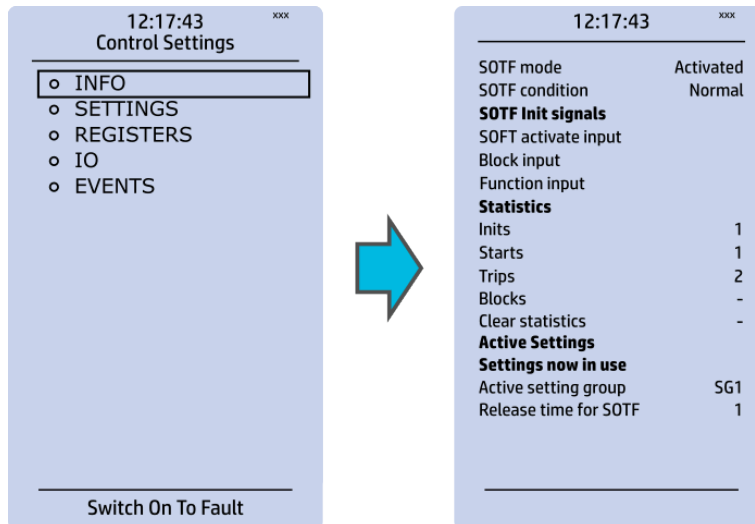 12:17:43 xxx
Control Settings
INFO
SETTINGS
REGISTERS
IO
EVENTS
Switch On To Fault
12:17:43 xxx
SOTF mode Activated
SOTF condition Normal
SOTF Init signals
SOFT activate input
Block input
Function input
Statistics
Inits 1
Starts 1
Trips 2
Blocks -
Clear statistics -
Active Settings
Settings now in use
Active setting group SG1
Release time for SOTF 1